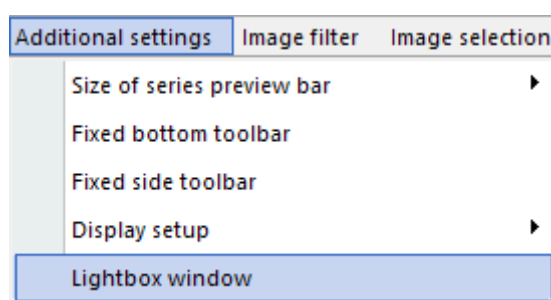 Additional settings Image filter Image selection
Size of series preview bar
Fixed bottom toolbar
Fixed side toolbar
Display setup
Lightbox window